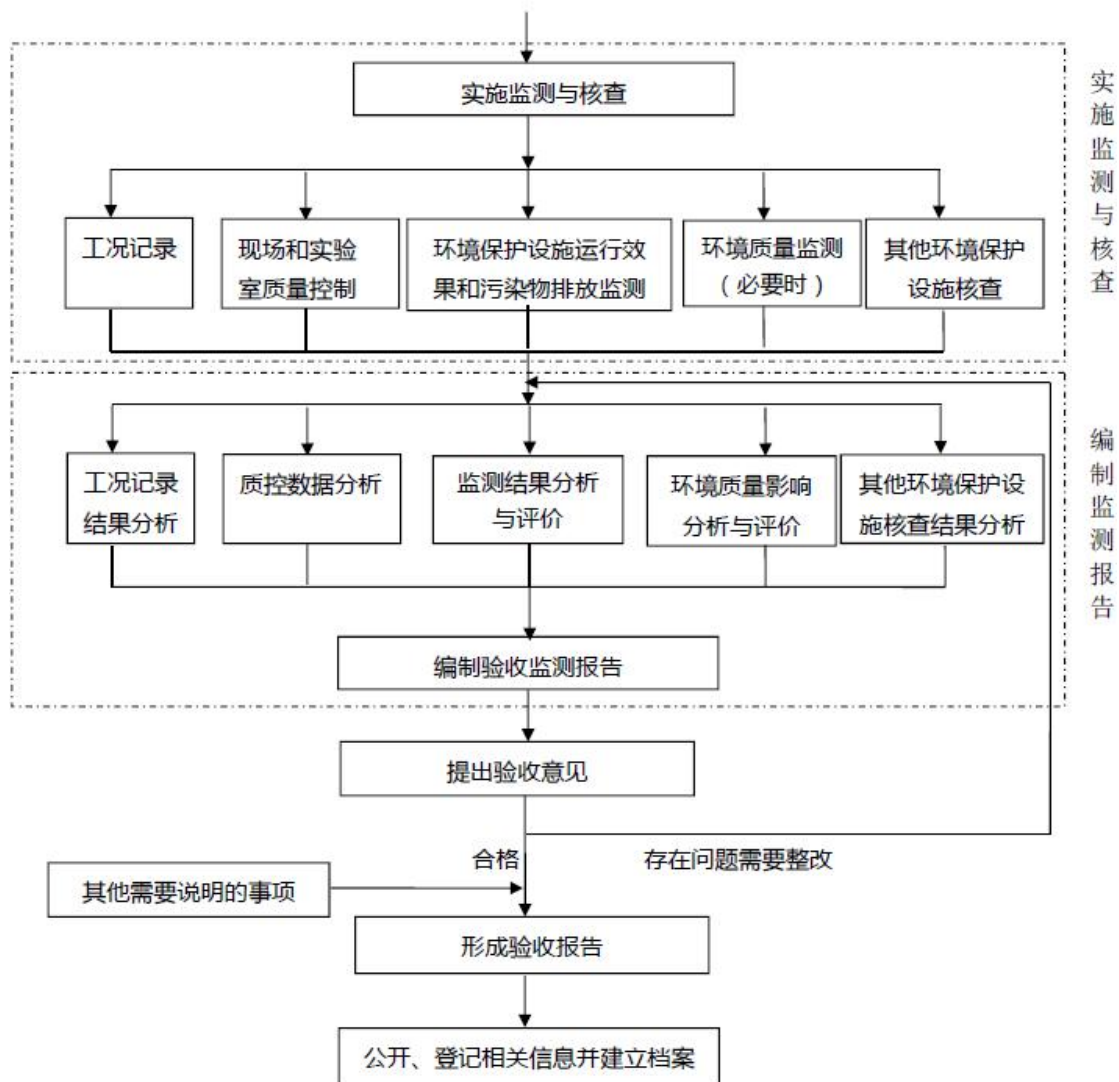 实施监测与核查
实施监测与核查
工况记录
现场和实验
室质量控制
环境保护设施运行效
果和污染物排放监测
环境质量监测
（必要时）
其他环境保护
设施核查
编制监测报告
工况记录
结果分析
质控数据分析
监测结果分析
与评价
环境质量影响
分析与评价
其他环境保护设
施核查结果分析
编制验收监测报告
提出验收意见
合格
存在问题需要整改
其他需要说明的事项
形成验收报告
公开、登记相关信息并建立档案